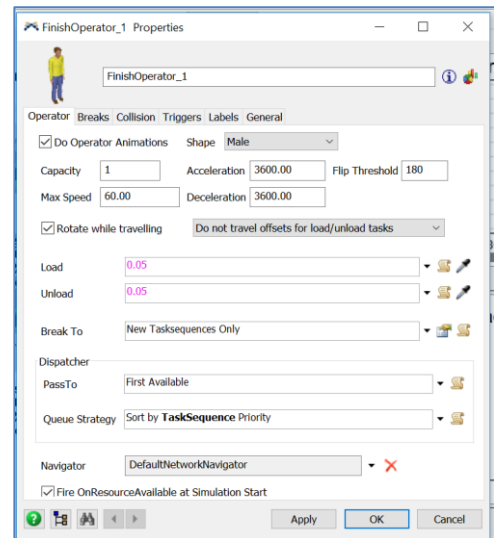 FinishOperator_1 Properties
FinishOperator_1
Operator Breaks Collision Triggers Labels General
Do Operator Animations Shape Male
Capacity 1 Acceleration 3600.00 Flip Threshold 180
Max Speed 60.00 Deceleration 3600.00
Rotate while travelling Do not travel offsets for load/unload tasks
Load 0.05
Unload 0.05
Break To New Tasksequences Only
Dispatcher
PassTo First Available
Queue Strategy Sort by TaskSequence Priority
Navigator DefaultNetworkNavigator
Fire OnResourceAvailable at Simulation Start
Apply OK Cancel